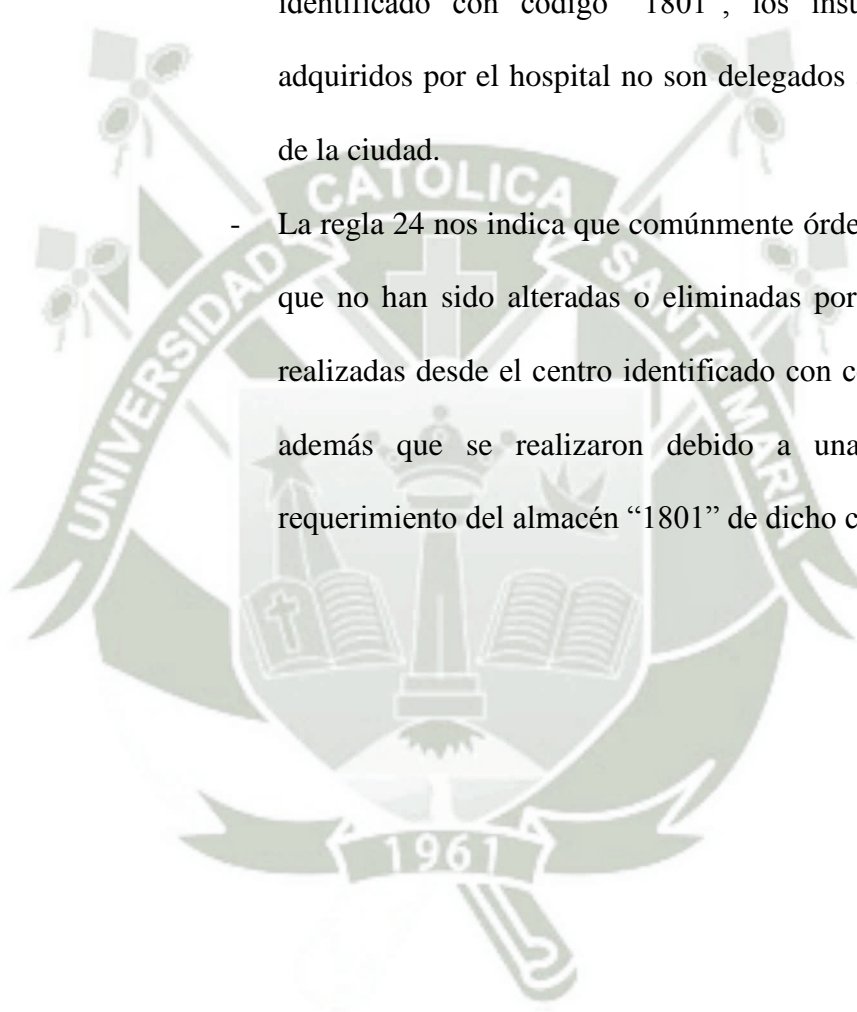 identificado con código "1801", los
adquiridos por el hospital no son delegados
de la ciudad.
- La regla 24 nos indica que comúnmente
que no han sido alteradas o eliminadas por
realizadas desde el centro identificado con
además que se realizaron debido a una
requerimiento del almacén “1801” de dicho
UNIVERSIDAD CATOLICA SANTA MARI
1961